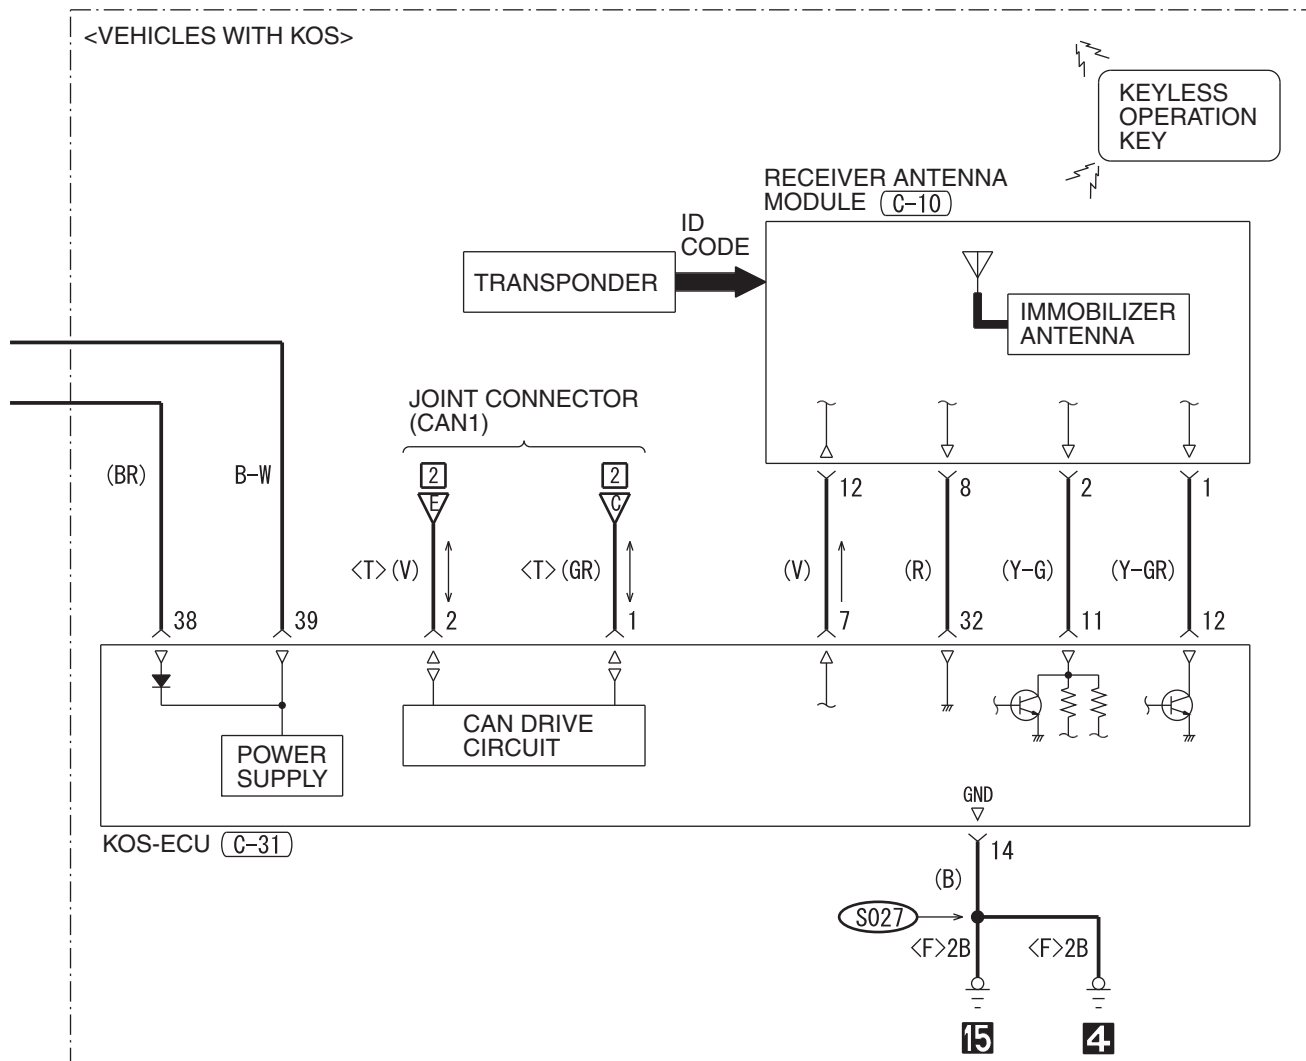 <VEHICLES WITH KOS>
KEYLESS
OPERATION
KEY
RECEIVER ANTENNA
MODULE C-10
ID
CODE
TRANSPONDER
IMMOBILIZER
ANTENNA
JOINT CONNECTOR
(CAN1)
(BR) B-W
2 2
E C
12 8 2 1
<T>(V) <T>(GR) (V) (R) (Y-G) (Y-GR)
38 39 2 1 7 32 11 12
POWER
SUPPLY
CAN DRIVE
CIRCUIT
GND
KOS-ECU C-31
14
(B)
S027
<F>2B <F>2B
15 4